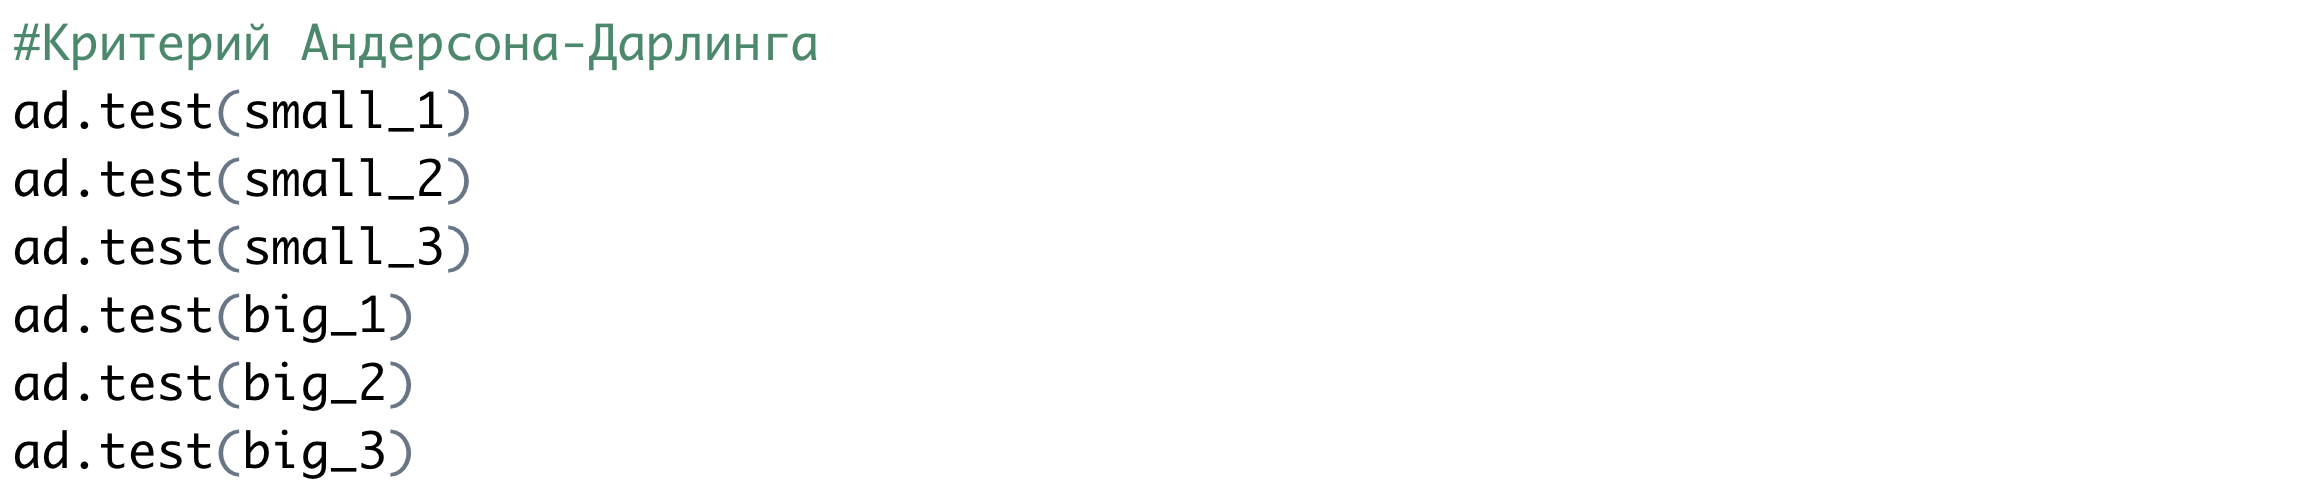 #Критерий Андерсона-Дарлинга
ad.test(small_1)
ad.test(small_2)
ad.test(small_3)
ad.test(big_1)
ad.test(big_2)
ad.test(big_3)